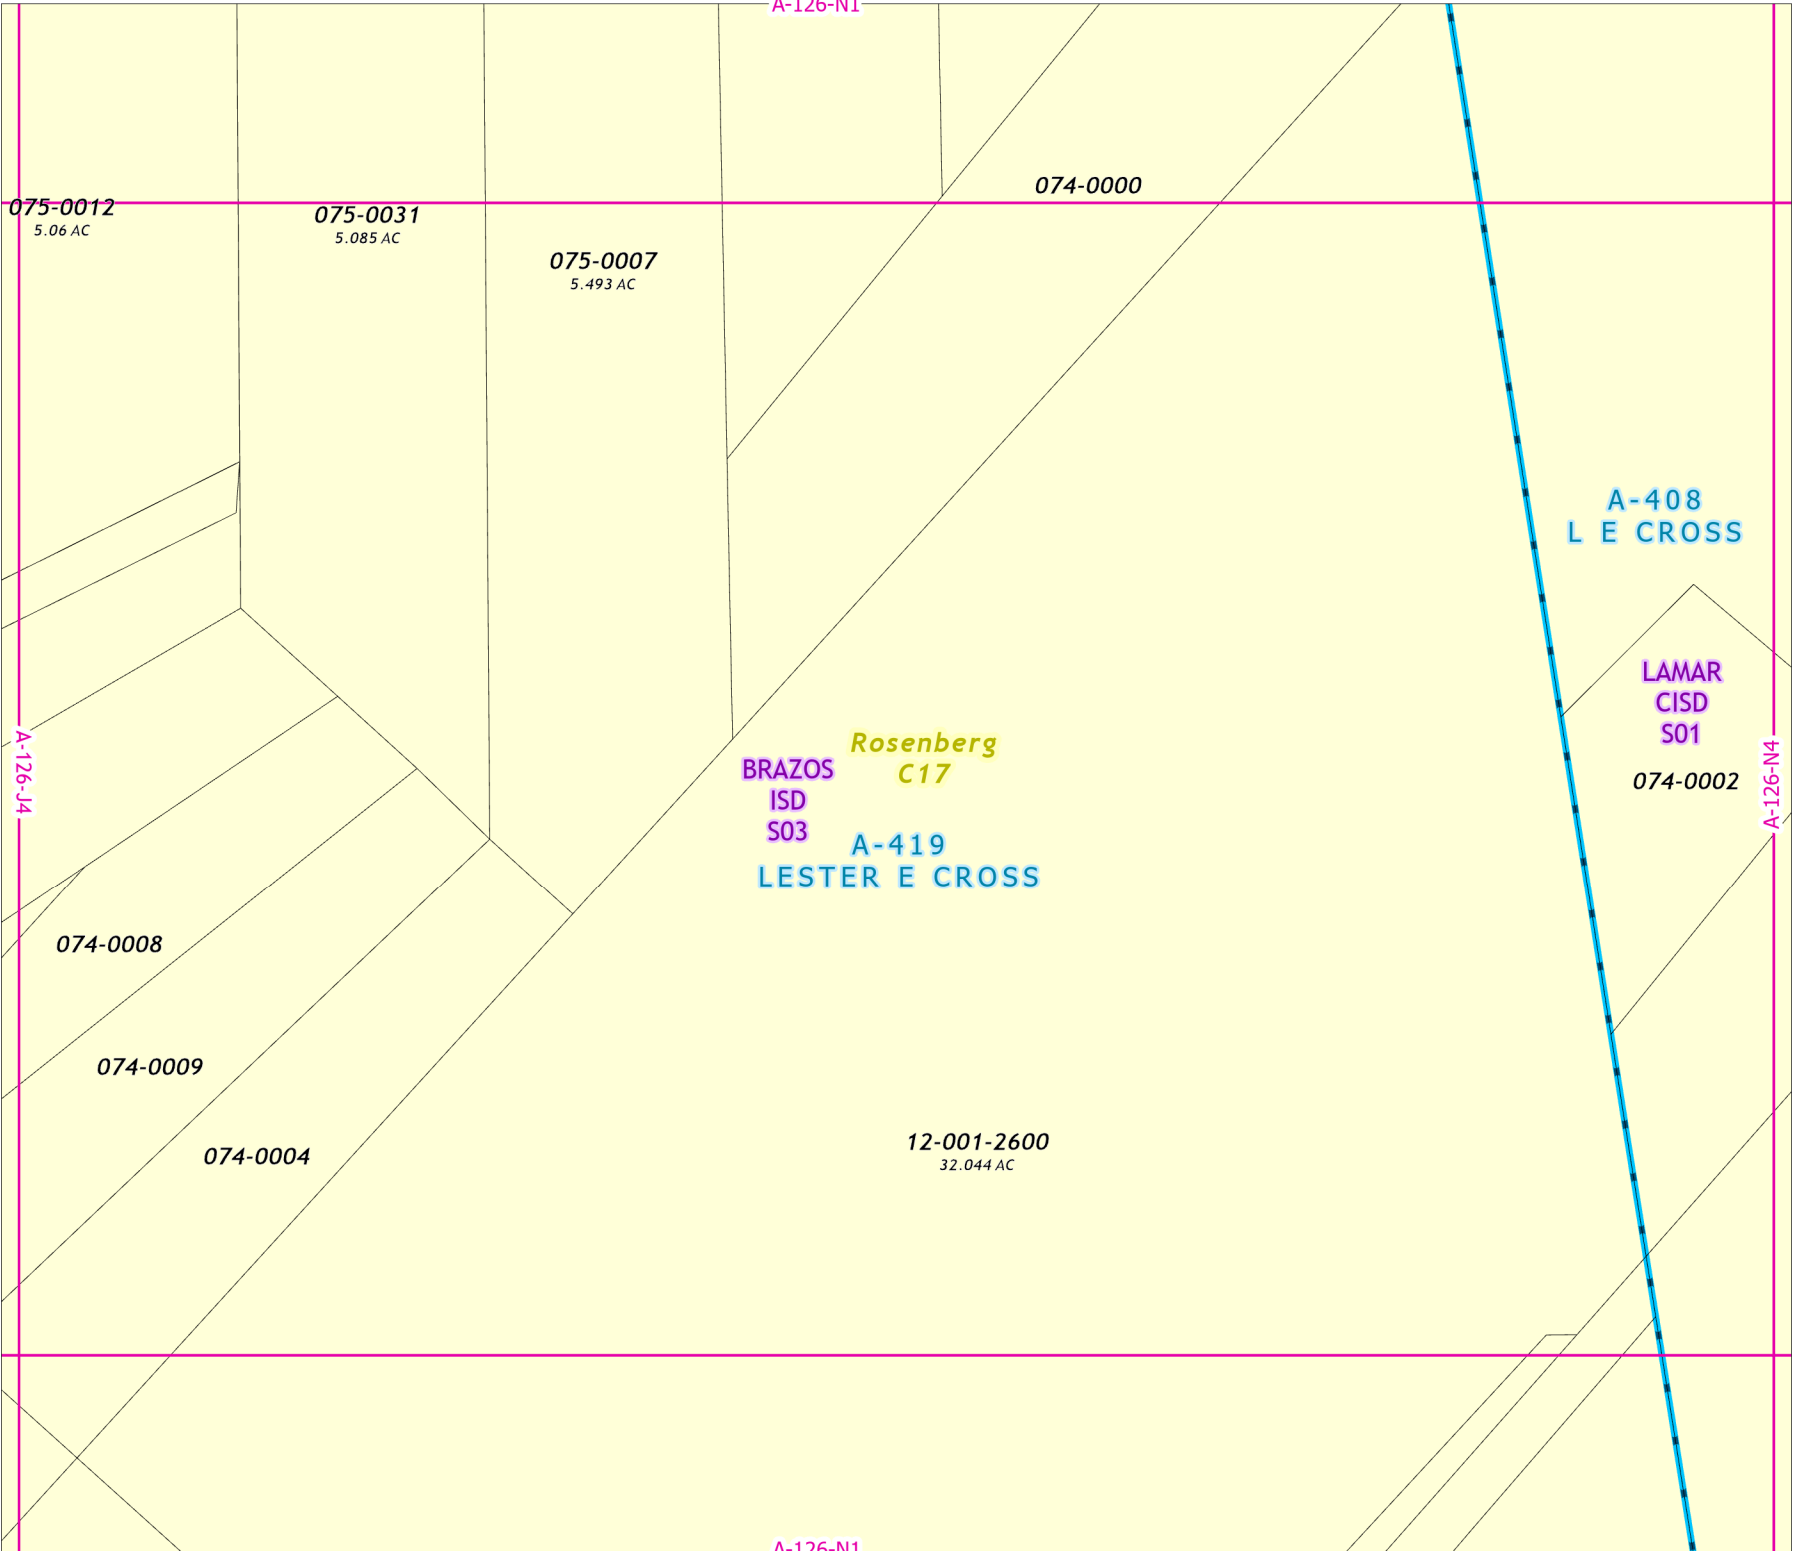 A-126-N1
074-0000
075-0012
5.06 AC
075-0031
5.085 AC
075-0007
5.493 AC
A-408
L E CROSS
LAMAR
CISD
S01
074-0002
A-126-J4
A-126-N4
Rosenberg
C17
BRAZOS
ISD
S03
A-419
LESTER E CROSS
074-0008
074-0009
074-0004
12-001-2600
32.044 AC
A-126-N1